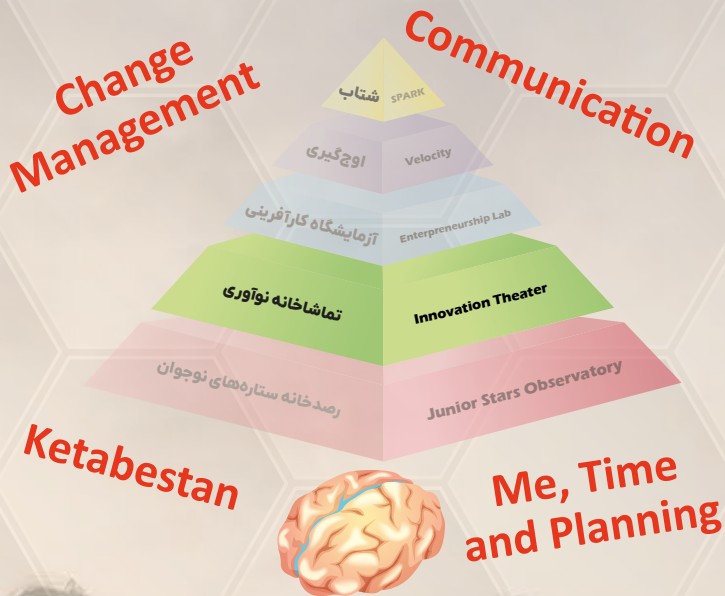 Change
Management
Communication
شتاب
SPARK
اوج‌گیری
Velocity
آزمایشگاه کارآفرینی
Enterpreneurship Lab
تماشاخانه نوآوری
Innovation Theater
رصدخانه ستاره‌های نوجوان
Junior Stars Observatory
Ketabestan
Me, Time
and Planning